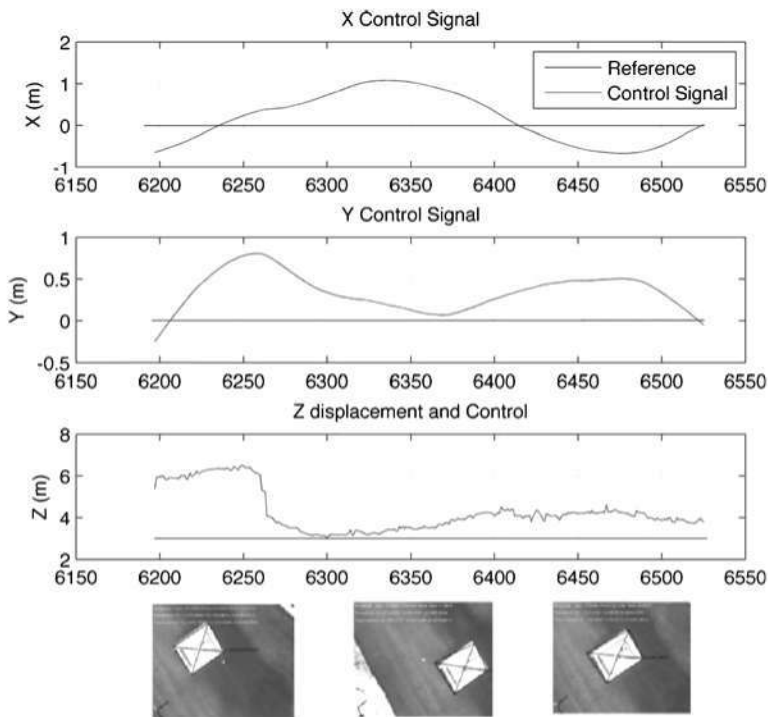 X Control Signal
2
1
0
-1
X (m)
Reference
Control Signal
6150 6200 6250 6300 6350 6400 6450 6500 6550
Y Control Signal
1
0.5
0
-0.5
Y (m)
6150 6200 6250 6300 6350 6400 6450 6500 6550
Z displacement and Control
8
6
4
2
Z (m)
6150 6200 6250 6300 6350 6400 6450 6500 6550